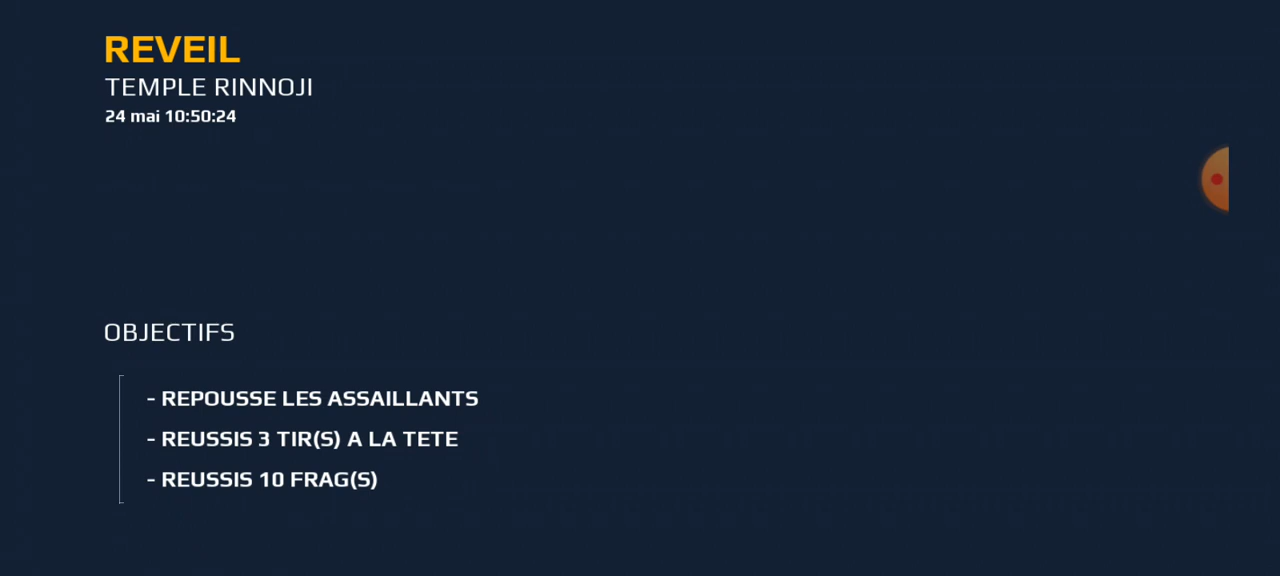 REVEIL
TEMPLE RINNOJI
24 mai 10:50:24
OBJECTIFS
- REPOUSSE LES ASSAILLANTS
- REUSSIS 3 TIR(S) A LA TETE
- REUSSIS 10 FRAG(S)